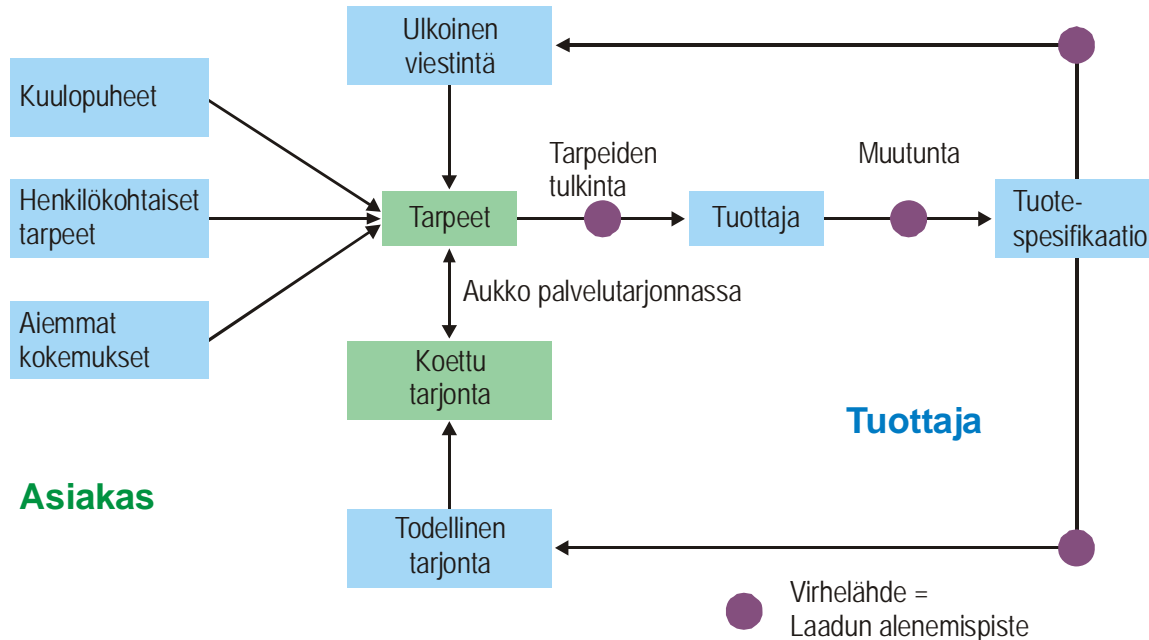 Ulkoinen
viestintä
Kuulopuheet
Tarpeiden
tulkinta
Muutunta
Henkilökohtaiset
tarpeet
Tarpeet
Tuottaja
Tuote-
spesifikaatio
Aukko palvelutarjonnassa
Aiemmat
kokemukset
Koettu
tarjonta
Tuottaja
Asiakas
Todellinen
tarjonta
Virhelähde =
Laadun alenemispiste